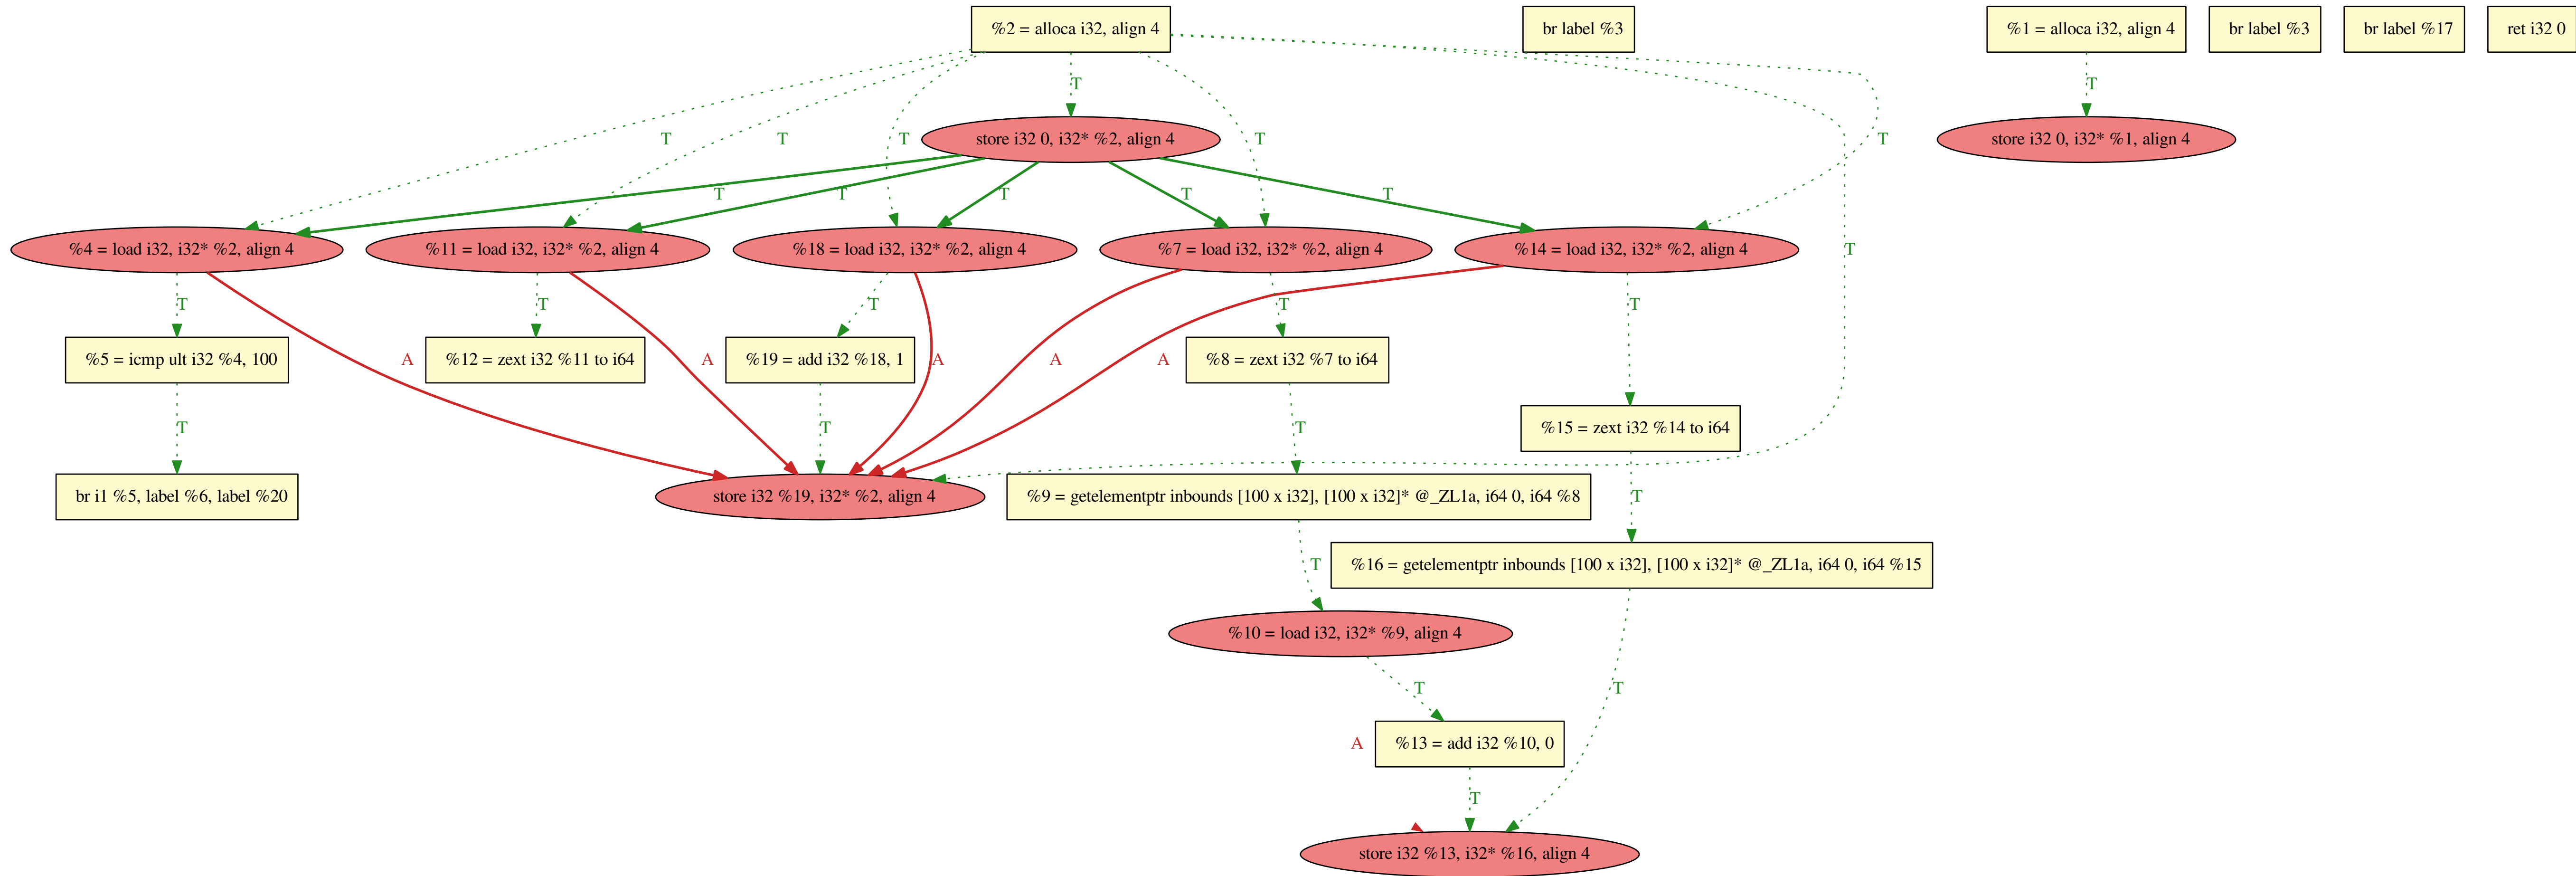 %2 = alloca i32, align 4
br label %3
%1 = alloca i32, align 4
br label %3
br label %17
ret i32 0
T
T
T
T
T
T
T
T
store i32 0, i32* %2, align 4
store i32 0, i32* %1, align 4
T
T
T
T
T
T
%4 = load i32, i32* %2, align 4
%11 = load i32, i32* %2, align 4
%18 = load i32, i32* %2, align 4
%7 = load i32, i32* %2, align 4
%14 = load i32, i32* %2, align 4
T
T
T
T
T
%5 = icmp ult i32 %4, 100
A
%12 = zext i32 %11 to i64
A
%19 = add i32 %18, 1
A
A
A
%8 = zext i32 %7 to i64
T
T
T
%15 = zext i32 %14 to i64
br i1 %5, label %6, label %20
store i32 %19, i32* %2, align 4
%9 = getelementptr inbounds [100 x i32], [100 x i32]* @_ZL1a, i64 0, i64 %8
T
T
%16 = getelementptr inbounds [100 x i32], [100 x i32]* @_ZL1a, i64 0, i64 %15
%10 = load i32, i32* %9, align 4
T
T
A
%13 = add i32 %10, 0
T
store i32 %13, i32* %16, align 4